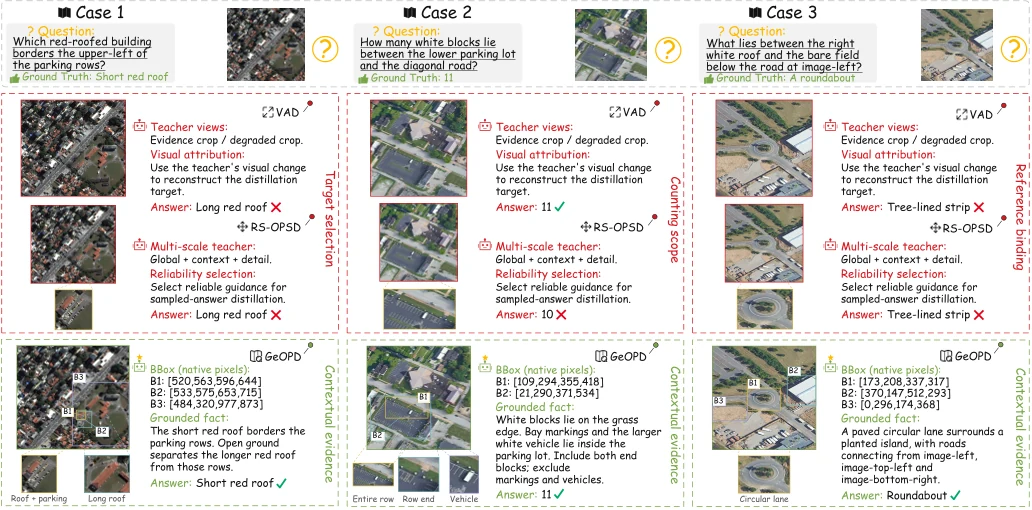 Case 1
? Question:
Which red-roofed building
borders the upper-left of
the parking rows?
Ground Truth: Short red roof
?
Case 2
? Question:
How many white blocks lie
between the lower parking lot
and the diagonal road?
Ground Truth: 11
?
Case 3
? Question:
What lies between the right
white roof and the bare field
below the road at image-left?
Ground Truth: A roundabout
?
VAD
Teacher views:
Evidence crop / degraded crop.
Visual attribution:
Use the teacher's visual change
to reconstruct the distillation
target.
Answer: Long red roof
RS-OPSD
Multi-scale teacher:
Global + context + detail.
Reliability selection:
Select reliable guidance for
sampled-answer distillation.
Answer: Long red roof
Target selection
VAD
Teacher views:
Evidence crop / degraded crop.
Visual attribution:
Use the teacher's visual change
to reconstruct the distillation
target.
Answer: 11
RS-OPSD
Multi-scale teacher:
Global + context + detail.
Reliability selection:
Select reliable guidance for
sampled-answer distillation.
Answer: 10
Counting scope
VAD
Teacher views:
Evidence crop / degraded crop.
Visual attribution:
Use the teacher's visual change
to reconstruct the distillation
target.
Answer: Tree-lined strip
RS-OPSD
Multi-scale teacher:
Global + context + detail.
Reliability selection:
Select reliable guidance for
sampled-answer distillation.
Answer: Tree-lined strip
Reference binding
B3
B1
B2
Roof + parking
Long roof
GeOPD
BBox (native pixels):
B1: [520,563,596,644]
B2: [533,575,653,715]
B3: [484,320,977,873]
Grounded fact:
The short red roof borders the
parking rows. Open ground
separates the longer red roof
from those rows.
Answer: Short red roof
Contextual evidence
B1
B2
Entire row
Row end
Vehicle
GeOPD
BBox (native pixels):
B1: [109,294,355,418]
B2: [21,290,371,534]
Grounded fact:
White blocks lie on the grass
edge. Bay markings and the larger
white vehicle lie inside the
parking lot. Include both end
blocks; exclude
markings and vehicles.
Answer: 11
Contextual evidence
B2
B1
B3
Circular lane
GeOPD
BBox (native pixels):
B1: [173,208,337,317]
B2: [370,147,512,293]
B3: [0,296,174,368]
Grounded fact:
A paved circular lane surrounds a
planted island, with roads
connecting from image-left,
image-top-left and
image-bottom-right.
Answer: Roundabout
Contextual evidence